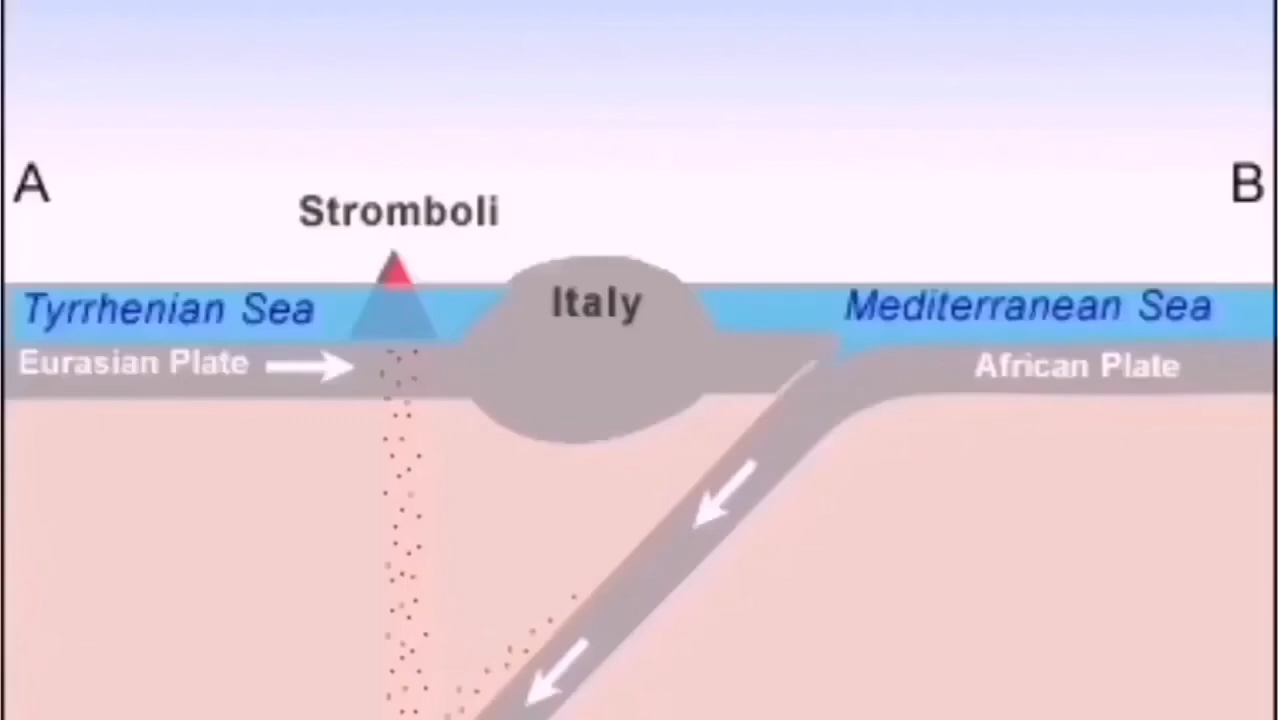 A
B
Stromboli
Tyrrhenian Sea
Italy
Mediterranean Sea
Eurasian Plate
African Plate